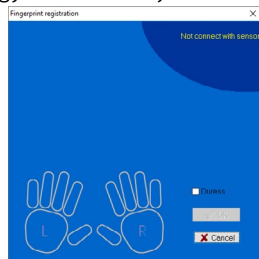 Fingerprint registration
Not connect with sensor
Duress
L
R
Cancel